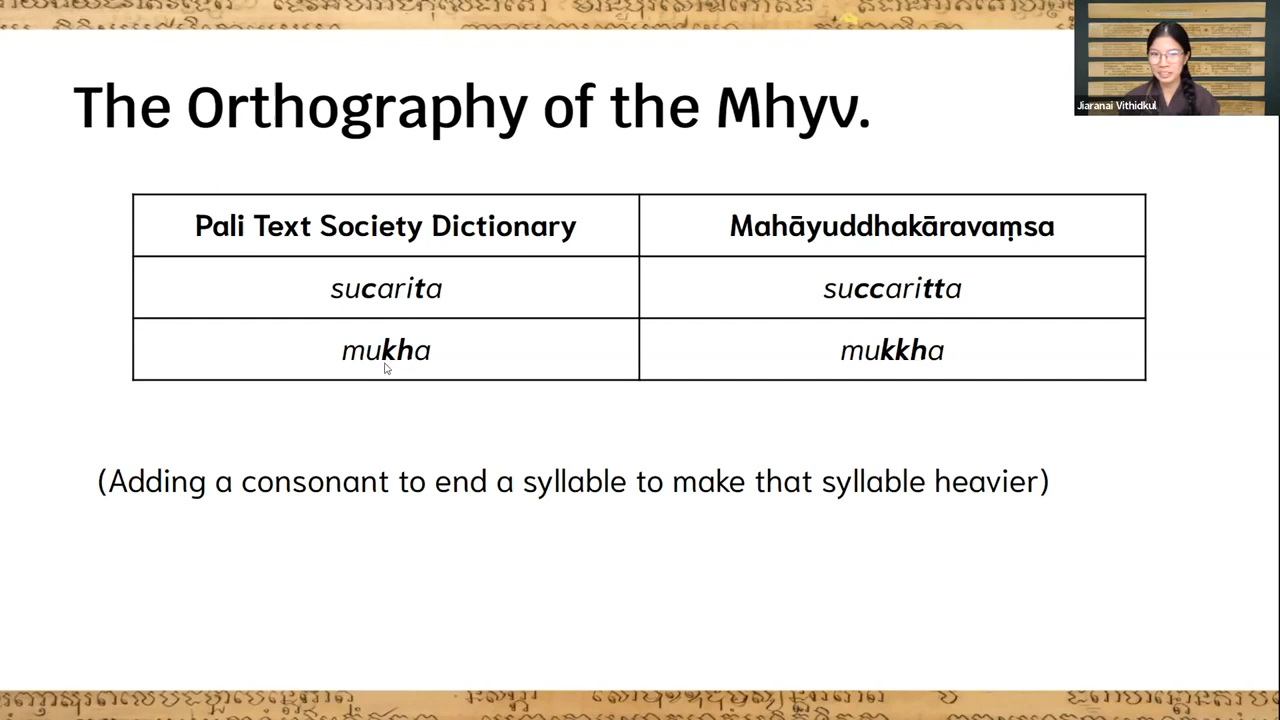 The Orthography of the Mhyv.
Jiaranai Vithidkul
Pali Text Society Dictionary
Mahāyuddhakāravaṃsa
sucarita
succaritta
mukha
mukkha
(Adding a consonant to end a syllable to make that syllable heavier)